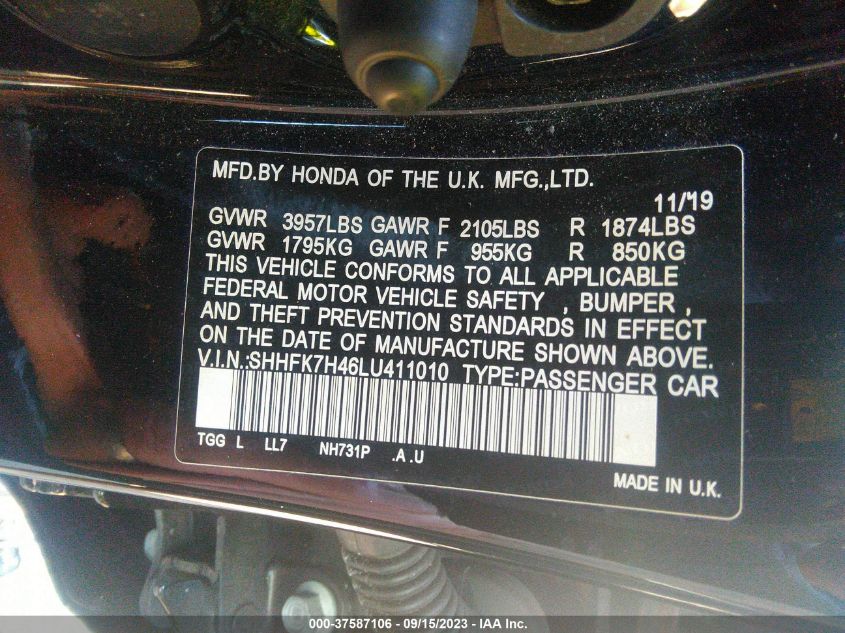 MFD.BY HONDA OF THE U.K. MFG.,LTD.
11/'19
GVWR 3957LBS GAWR F 2105LBS R 1874LBS
GVWR 1795KG GAWR F 955KG R 850KG
THIS VEHICLE CONFORMS TO ALL APPLICABLE
FEDERAL MOTOR VEHICLE SAFETY , BUMPER ,
AND THEFT PREVENTION STANDARDS IN EFFECT
ON THE DATE OF MANUFACTURE SHOWN ABOVE.
V.I.N.:SHHFK7H46LU411010 TYPE:PASSENGER CAR
TGG L LL7 NH731P .A .U
MADE IN U.K.
000-37587106 - 09/15/2023 - IAA Inc.